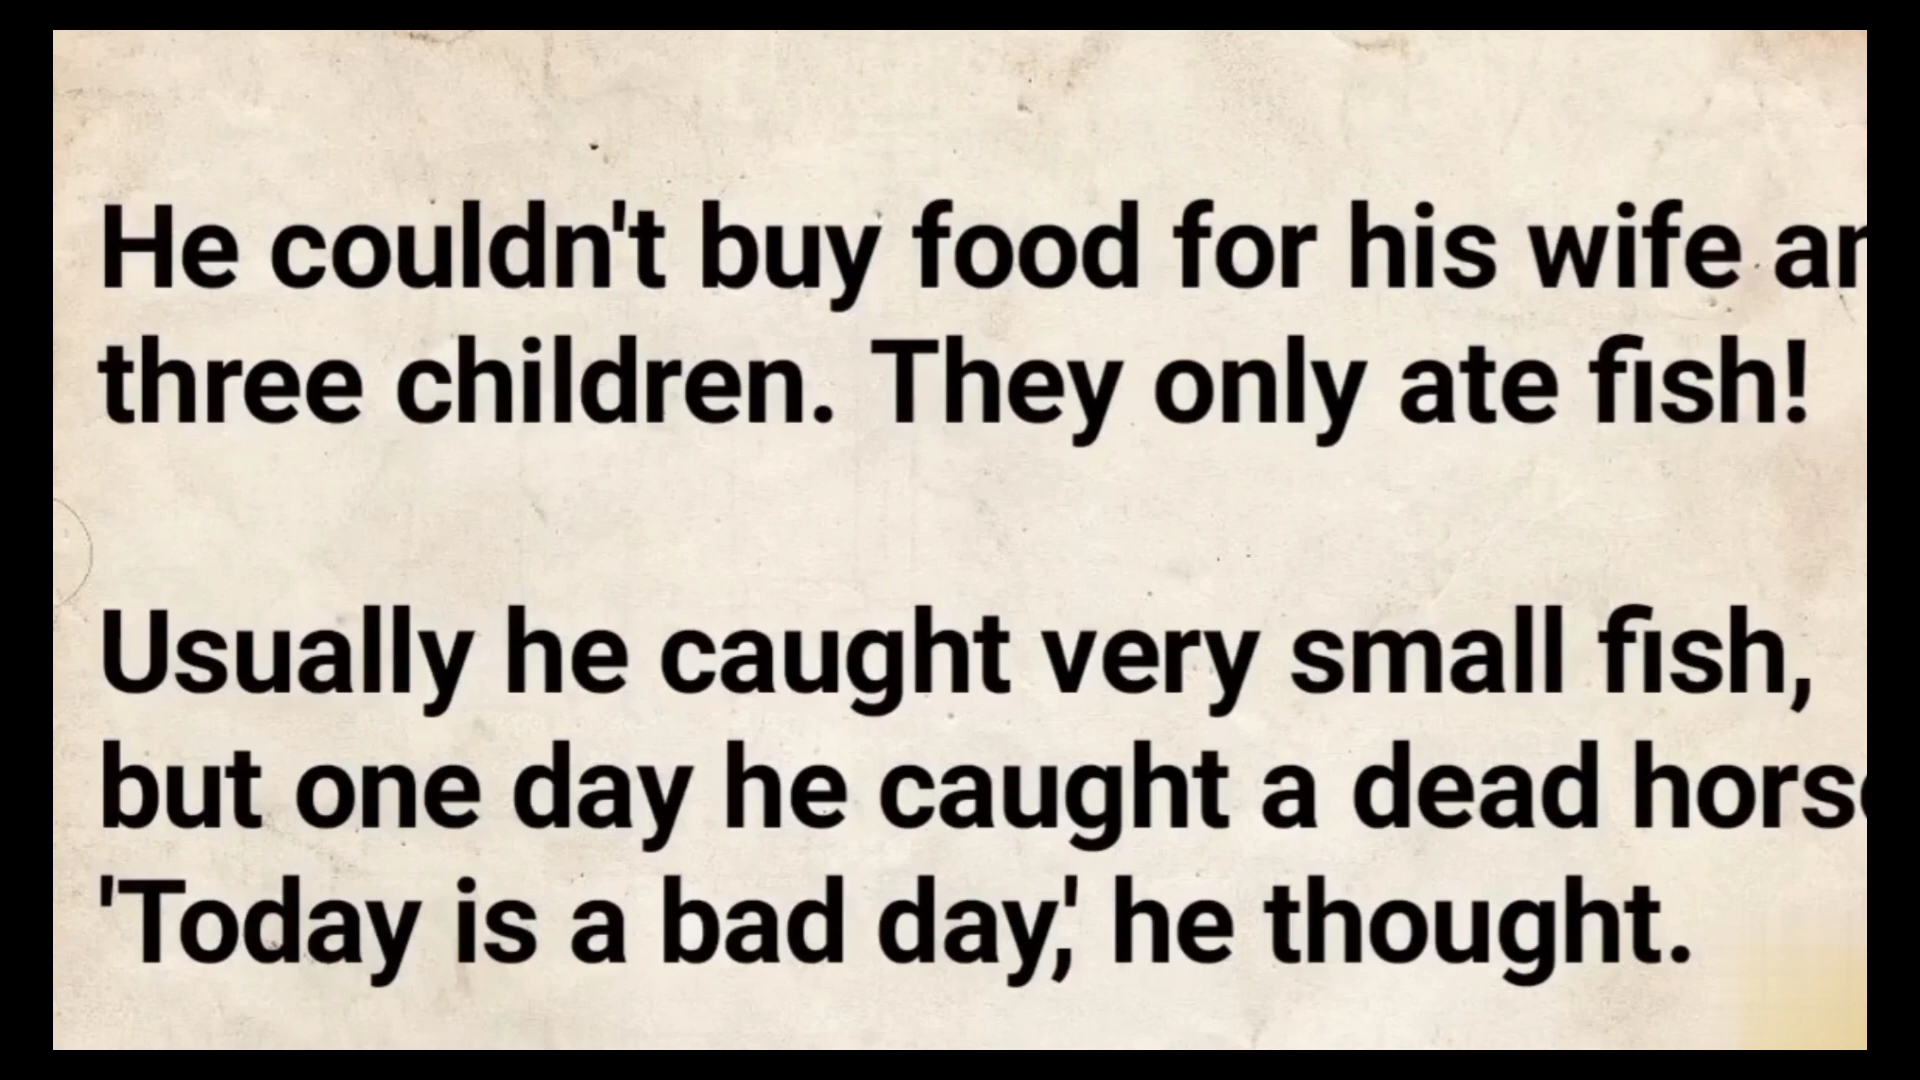 He couldn't buy food for his wife
three children. They only ate fish!
Usually he caught very small fish,
but one day he caught a dead
'Today is a bad day,' he thought.